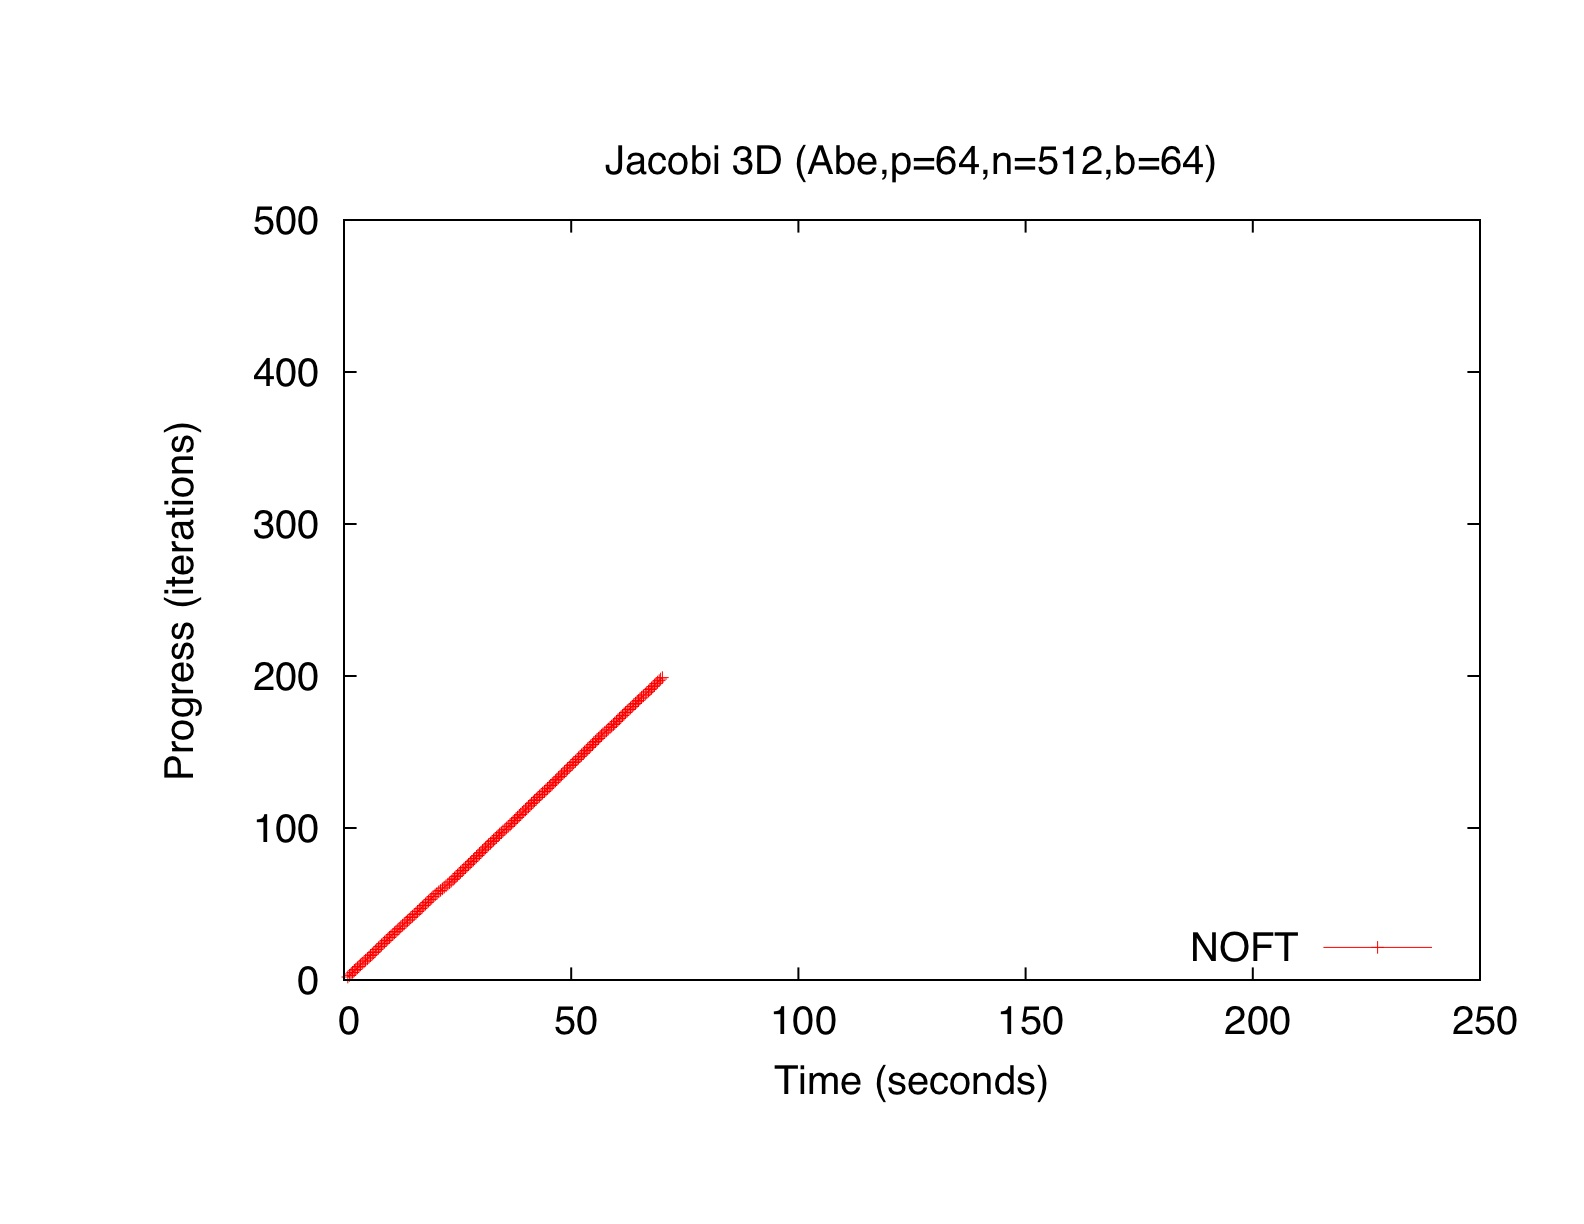 Jacobi 3D (Abe,p=64,n=512,b=64)
500
400
300
200
100
0
Progress (iterations)
NOFT
0 50 100 150 200 250
Time (seconds)